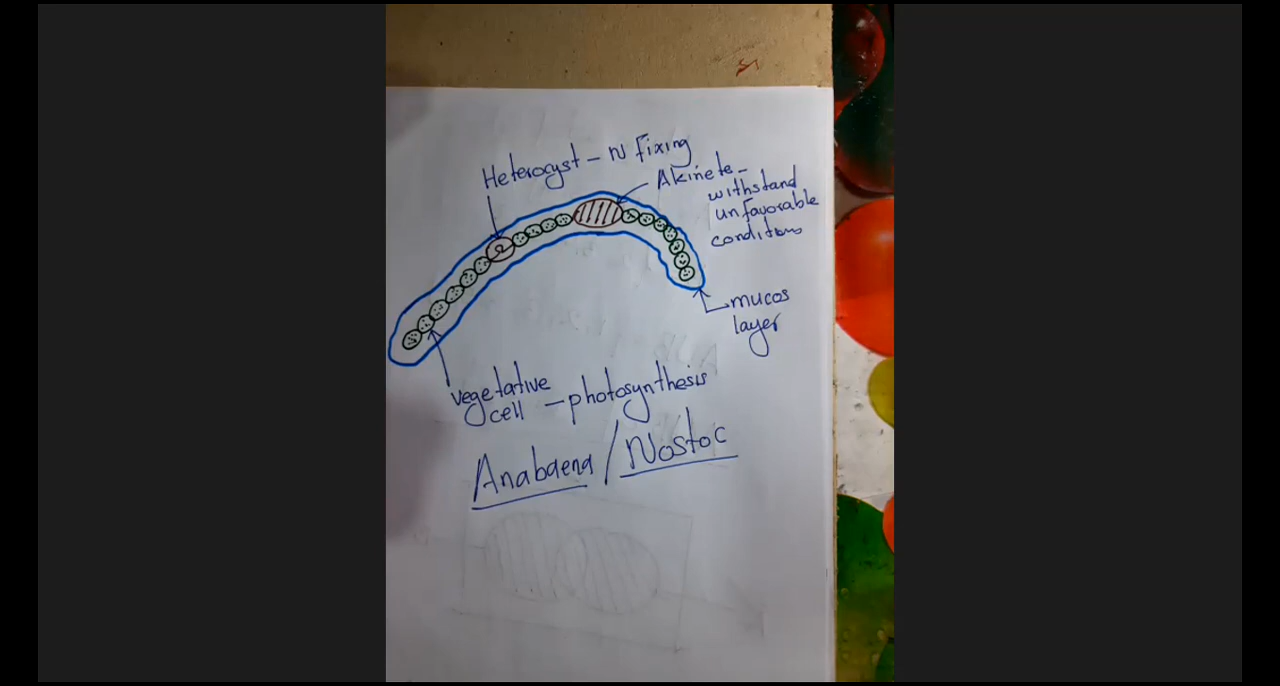 Heterocyst - N fixing
Akinete -
withstand
unfavorable
conditions
mucos
layer
vegetative
cell - photosynthesis
Anabaena / Nostoc